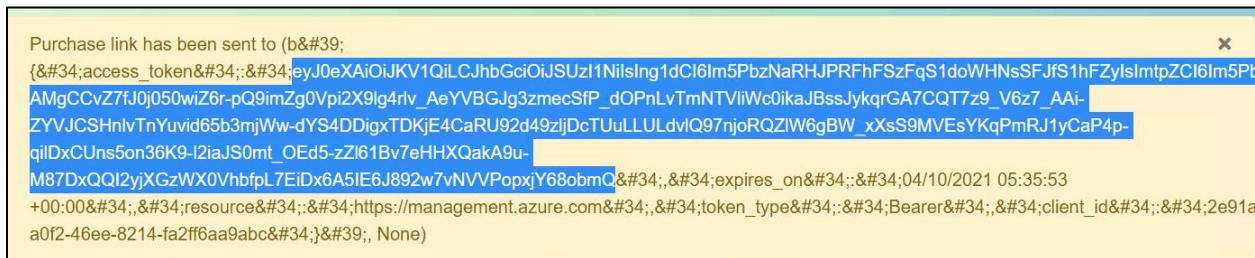 Purchase link has been sent to (b&#39;
{&#34;access_token&#34;:&#34;eyJ0eXAiOiJKV1QiLCJhbGciOiJSUzI1NiIsIng1dCI6Im5PbzNaRHJPRFhFSzFqS1doWHNsSFJfS1hFZyIsImtpZCI6Im5Pb
AMgCCvZ7fJ0j050wiZ6r-pQ9imZg0Vpi2X9lg4rlv_AeYVBGJg3zmecSfP_dOPnLvTmNTVliWc0ikaJBssJykqrGA7CQT7z9_V6z7_AAi-
ZYVJCSHnlvTnYuvid65b3mjWw-dYS4DDigxTDKjE4CaRU92d49zljDcTUuLLULdvlQ97njoRQZlW6gBW_xXsS9MVEsYKqPmRJ1yCaP4p-
qilDxCUns5on36K9-l2iaJS0mt_OEd5-zZl61Bv7eHHXQakA9u-
M87DxQQI2yjXGzWX0VhbfpL7EiDx6A5IE6J892w7vNVVPopxjY68obmQ&#34;,&#34;expires_on&#34;:&#34;04/10/2021 05:35:53
+00:00&#34;,&#34;resource&#34;:&#34;https://management.azure.com&#34;,&#34;token_type&#34;:&#34;Bearer&#34;,&#34;client_id&#34;:&#34;2e91a
a0f2-46ee-8214-fa2ff6aa9abc&#34;}&#39;, None)